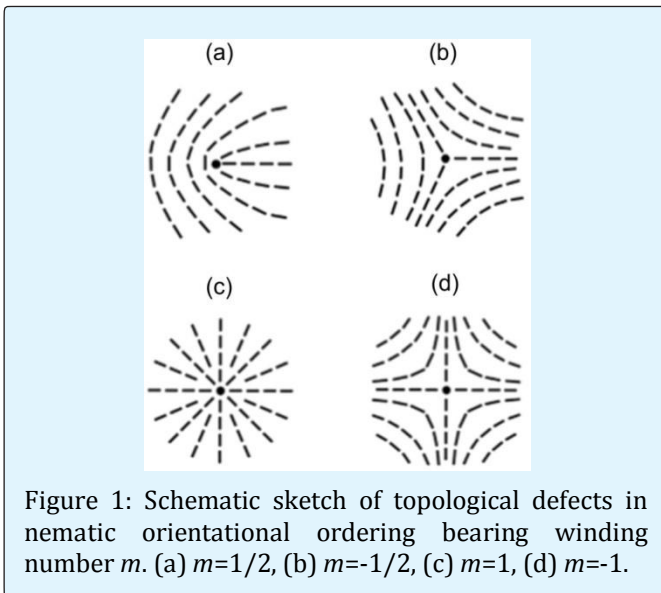 (a)
(b)
(c)
(d)
Figure 1: Schematic sketch of topological defects in
nematic orientational ordering bearing winding
number m. (a) m=1/2, (b) m=-1/2, (c) m=1, (d) m=-1.